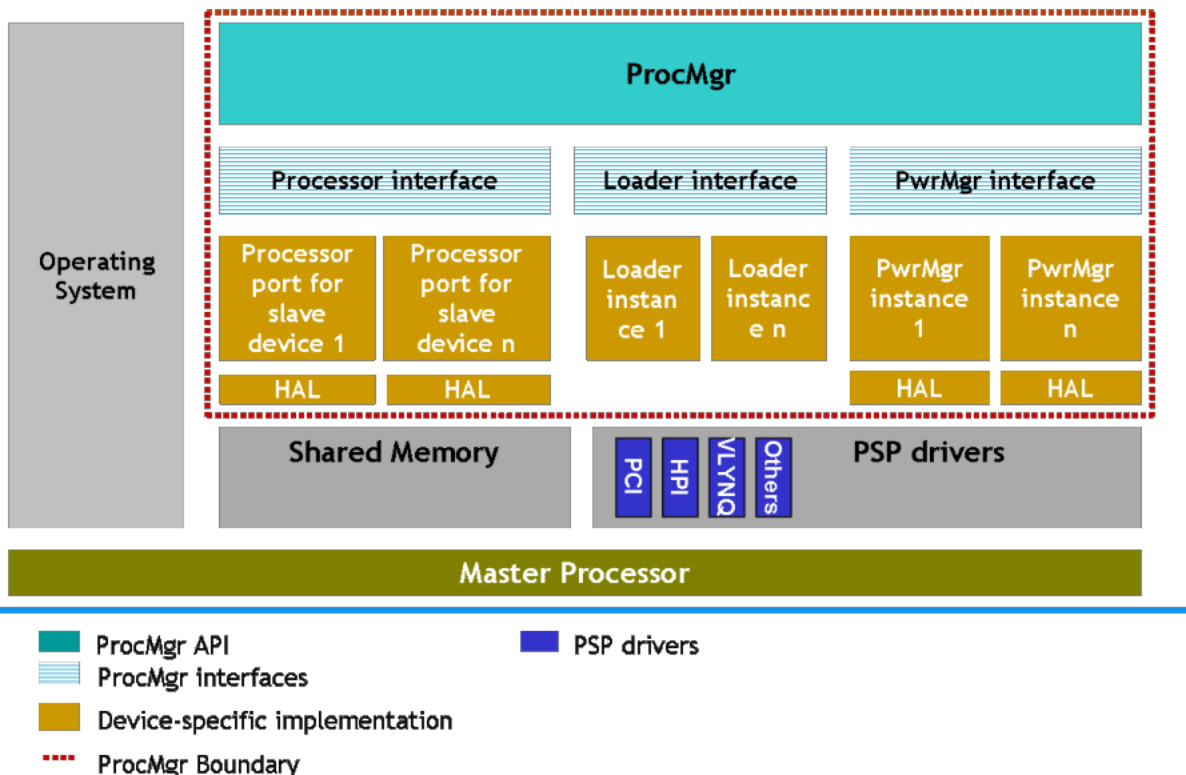 ProcMgr
Processor interface
Loader interface
PwrMgr interface
Operating
System
Processor
port for
slave
device 1
Processor
port for
slave
device n
Loader
instan
ce 1
Loader
instanc
e n
PwrMgr
instance
1
PwrMgr
instance
n
HAL
HAL
HAL
HAL
Shared Memory
PCI
HPI
VLYNQ
Others
PSP drivers
Master Processor
ProcMgr API
PSP drivers
ProcMgr interfaces
Device-specific implementation
ProcMgr Boundary